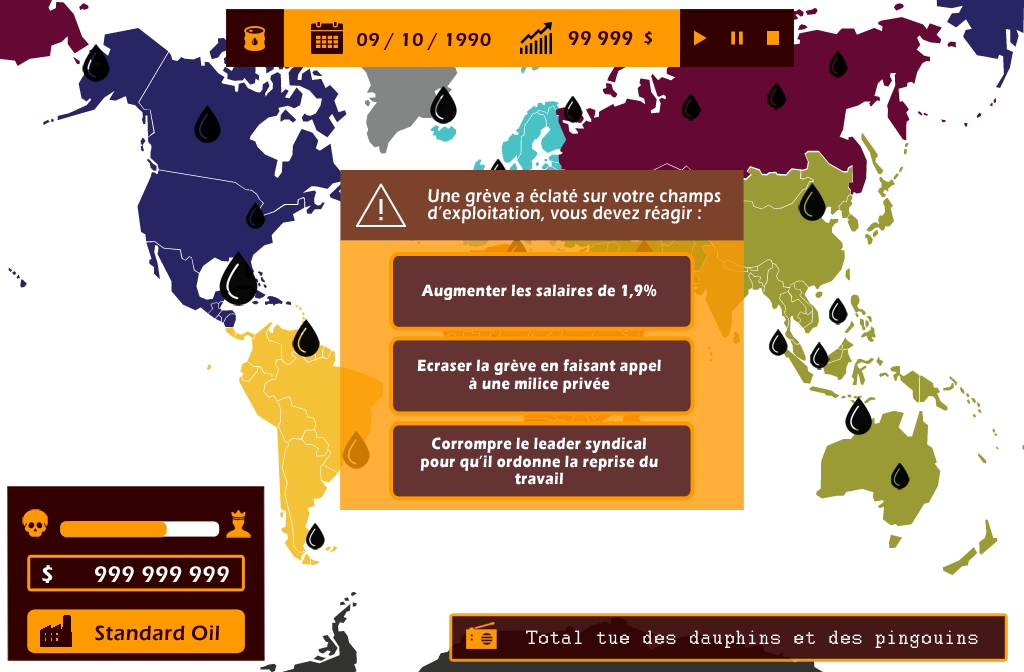 09 / 10 / 1990
99 999 $
Une grève a éclaté sur votre champs
d'exploitation, vous devez réagir :
Augmenter les salaires de 1,9%
Ecraser la grève en faisant appel
à une milice privée
Corrompre le leader syndical
pour qu'il ordonne la reprise du
travail
$ 999 999 999
Standard Oil
Total tue des dauphins et des pingouins